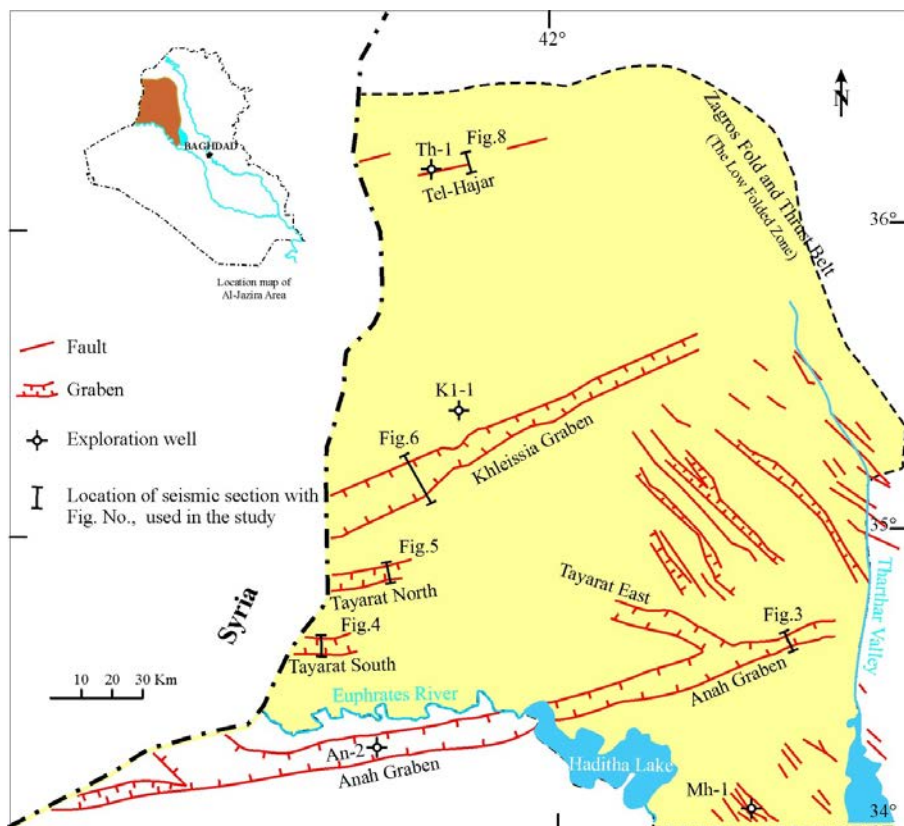 42°
N
BAGHDAD
Location map of
Al-Jazira Area
Zagros Fold and Thrust Belt
(The Low Folded Zone)
Th-1
Fig.8
Tel-Hajar
36°
Fault
Graben
Exploration well
Location of seismic section with
Fig. No., used in the study
K1-1
Fig.6
Khleissia Graben
35°
Fig.5
Tayarat North
Tayarat East
Fig.3
Tharthar Valley
Syria
Fig.4
Tayarat South
Anah Graben
0 10 20 30 Km
Euphrates River
An-2
Anah Graben
Haditha Lake
Mh-1
34°